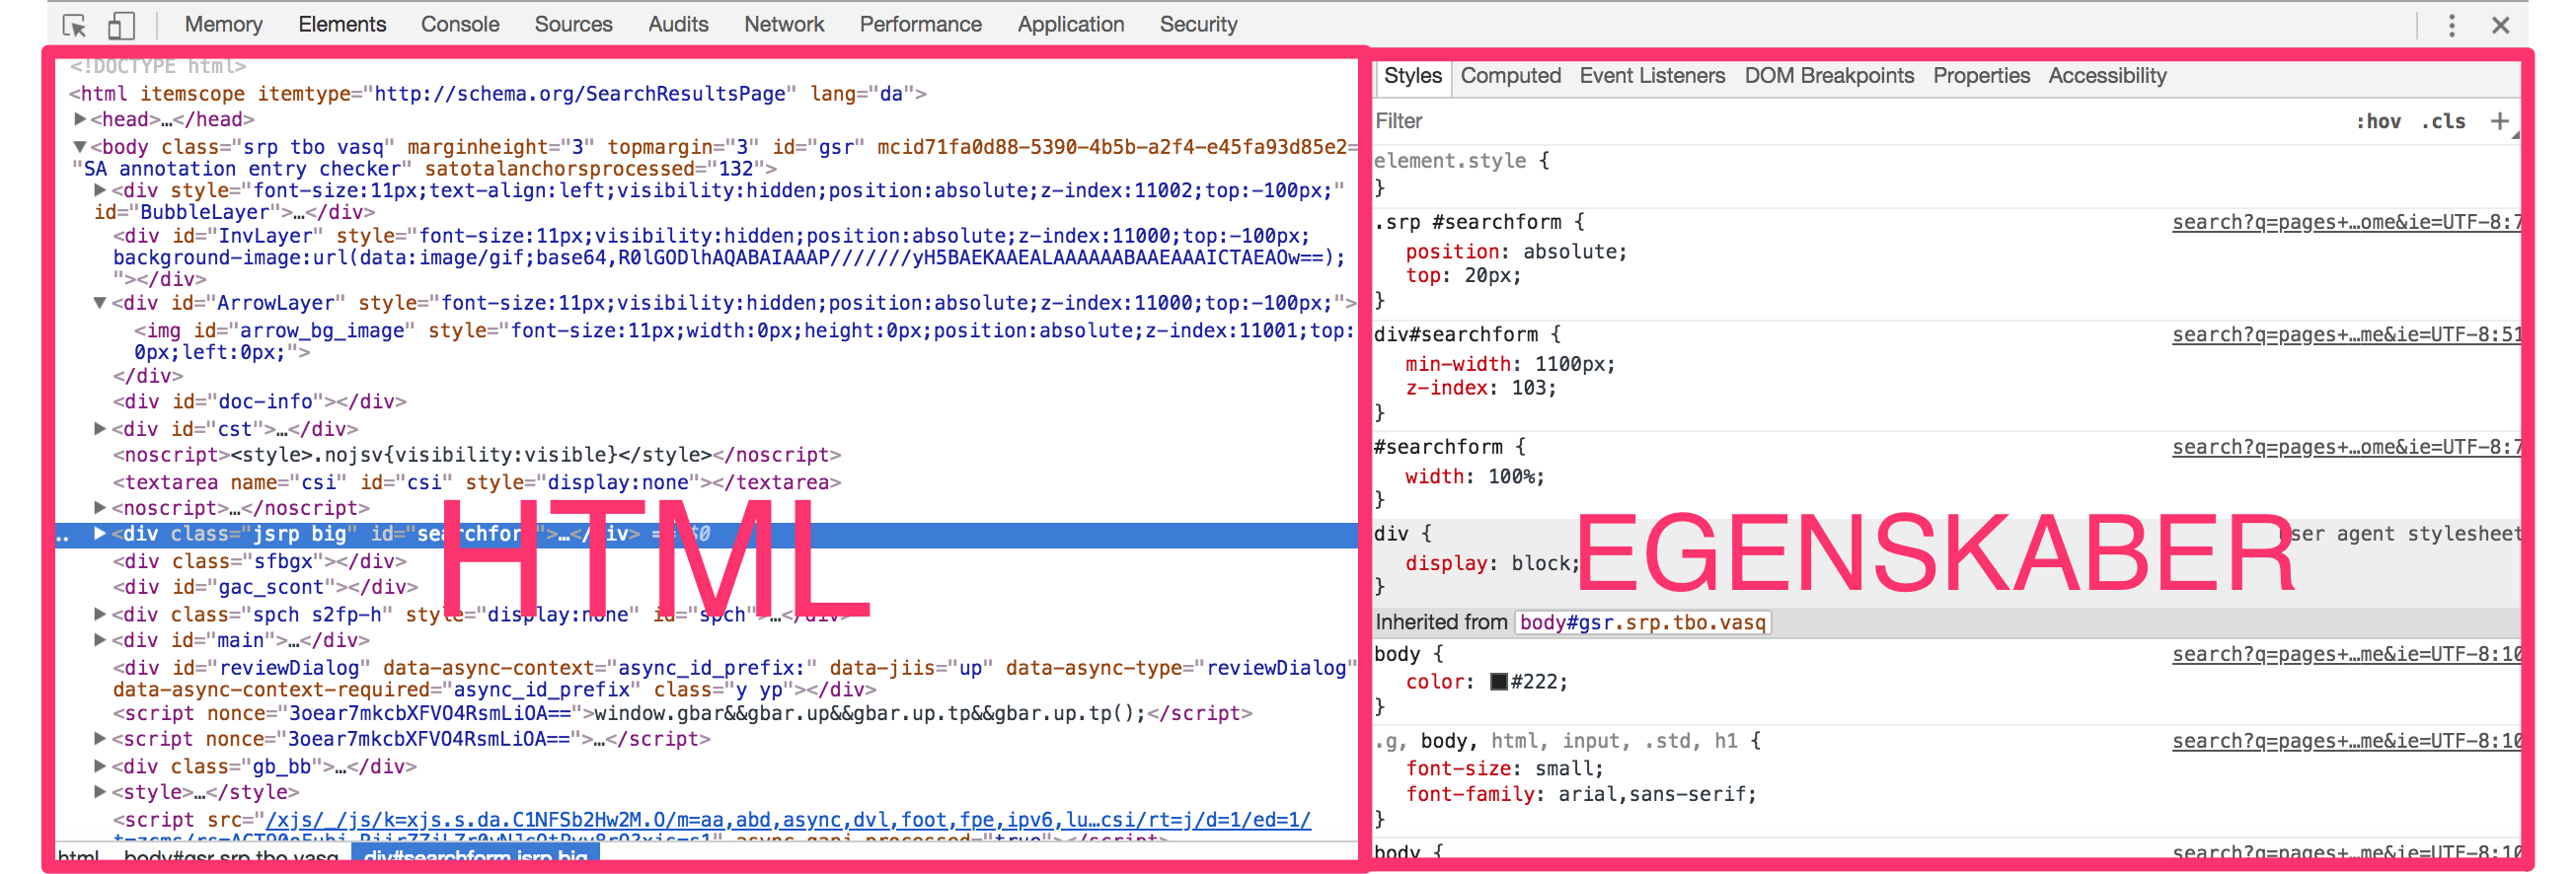 Memory Elements Console Sources Audits Network Performance Application Security
<!DOCTYPE html>
<html itemscope itemtype="http://schema.org/SearchResultsPage" lang="da">
<head>…</head>
<body class="srp tbo vasq" marginheight="3" topmargin="3" id="gsr" mcid71fa0d88-5390-4b5b-a2f4-e45fa93d85e2=
"SA annotation entry checker" satotalanchorsprocessed="132">
<div style="font-size:11px;text-align:left;visibility:hidden;position:absolute;z-index:11002;top:-100px;"
id="BubbleLayer">…</div>
<div id="InvLayer" style="font-size:11px;visibility:hidden;position:absolute;z-index:11000;top:-100px;
background-image:url(data:image/gif;base64,R0lGODlhAQABAIAAAP///////yH5BAEKAAEALAAAAAABAAEAAAICTAEAOw==);
"></div>
<div id="ArrowLayer" style="font-size:11px;visibility:hidden;position:absolute;z-index:11000;top:-100px;">
<img id="arrow_bg_image" style="font-size:11px;width:0px;height:0px;position:absolute;z-index:11001;top:
0px;left:0px;">
</div>
<div id="doc-info"></div>
<div id="cst">…</div>
<noscript><style>.nojsv{visibility:visible}</style></noscript>
<textarea name="csi" id="csi" style="display:none"></textarea>
<noscript>…</noscript>
<div class="jsrp big" id="searchform">…</div> == $0
<div class="sfbgx"></div>
<div id="gac_scont"></div>
<div class="spch s2fp-h" style="display:none" id="spch">…</div>
<div id="main">…</div>
<div id="reviewDialog" data-async-context="async_id_prefix:" data-jiis="up" data-async-type="reviewDialog"
data-async-context-required="async_id_prefix" class="y yp"></div>
<script nonce="3oear7mkcbXFVO4RsmLiOA==">window.gbar&&gbar.up&&gbar.up.tp&&gbar.up.tp();</script>
<script nonce="3oear7mkcbXFVO4RsmLiOA==">…</script>
<div class="gb_bb">…</div>
<style>…</style>
<script src="/xjs/_/js/k=xjs.s.da.C1NFSb2Hw2M.O/m=aa,abd,async,dvl,foot,fpe,ipv6,lu…csi/rt=j/d=1/ed=1/
html body#gsr.srp.tbo.vasq div#searchform.jsrp.big
HTML
Styles Computed Event Listeners DOM Breakpoints Properties Accessibility
Filter :hov .cls +
element.style {
}
.srp #searchform { search?q=pages+…ome&ie=UTF-8:7
position: absolute;
top: 20px;
}
div#searchform { search?q=pages+…me&ie=UTF-8:51
min-width: 1100px;
z-index: 103;
}
#searchform { search?q=pages+…ome&ie=UTF-8:7
width: 100%;
}
div { user agent stylesheet
display: block;
}
EGENSKABER
Inherited from body#gsr.srp.tbo.vasq
body { search?q=pages+…me&ie=UTF-8:10
color: #222;
}
.g, body, html, input, .std, h1 { search?q=pages+…me&ie=UTF-8:10
font-size: small;
font-family: arial,sans-serif;
}
body { search?q=pages+…me&ie=UTF-8:10